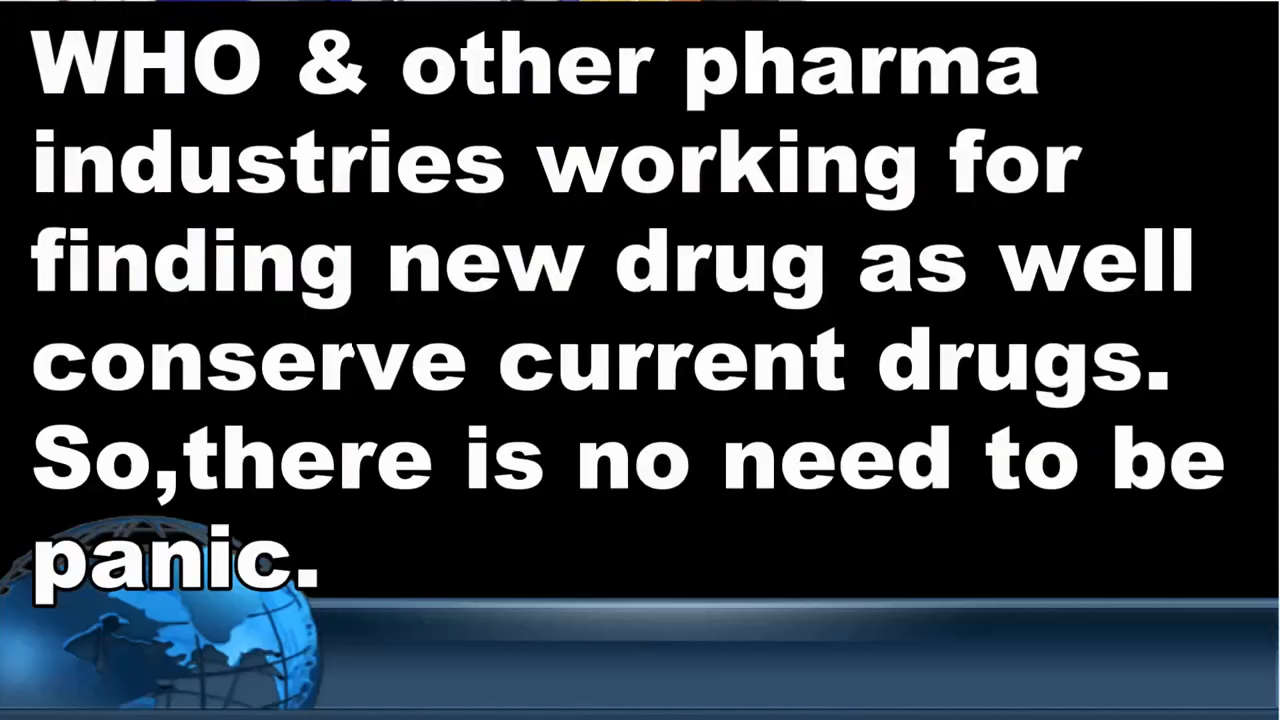 WHO & other pharma
industries working for
finding new drug as well
conserve current drugs.
So,there is no need to be
panic.